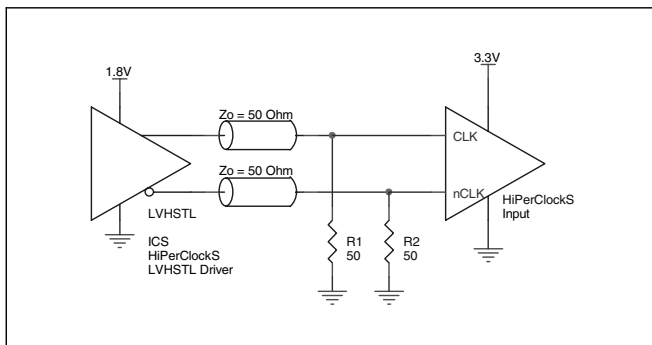 1.8V
3.3V
Zo = 50 Ohm
CLK
Zo = 50 Ohm
nCLK
HiPerClockS
Input
LVHSTL
ICS
HiPerClockS
LVHSTL Driver
R1
50
R2
50